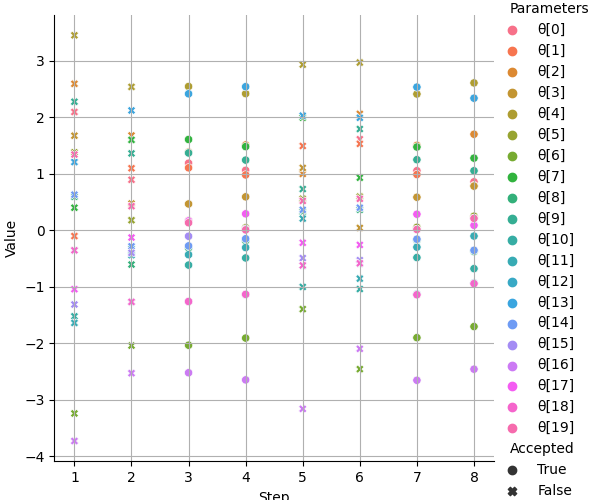 Parameters
θ[0]
θ[1]
θ[2]
θ[3]
θ[4]
θ[5]
θ[6]
θ[7]
θ[8]
θ[9]
θ[10]
θ[11]
θ[12]
θ[13]
θ[14]
θ[15]
θ[16]
θ[17]
θ[18]
θ[19]
Accepted
True
False
Value
3
2
1
0
−1
−2
−3
−4
1 2 3 4 5 6 7 8
Step